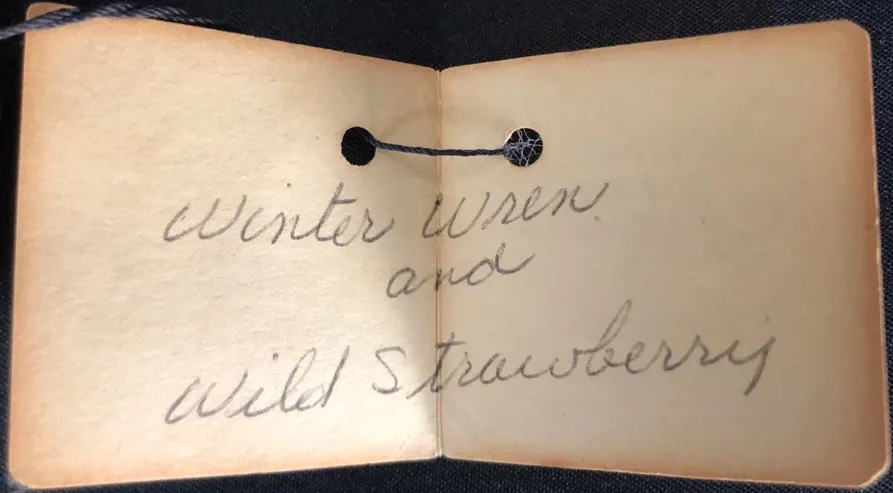 Winter Wren
and
Wild Strawberry